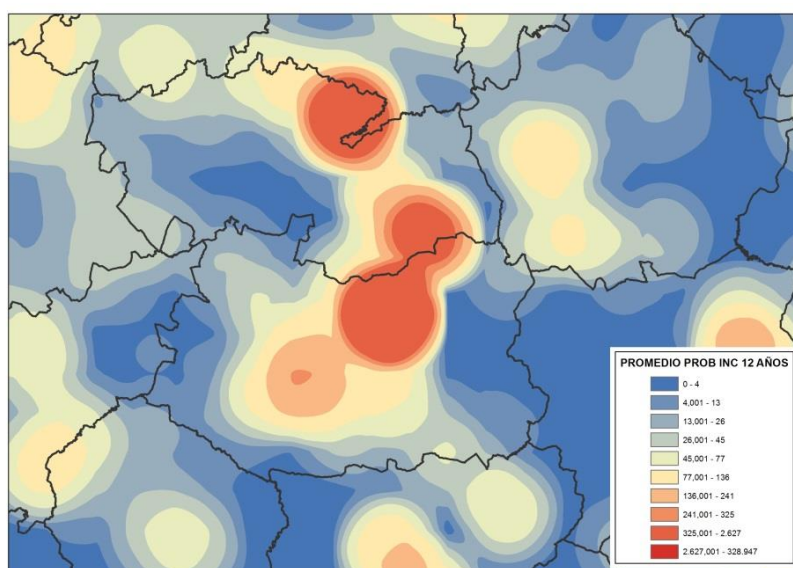 PROMEDIO PROB INC 12 AÑOS
0 - 4
4,001 - 13
13,001 - 26
26,001 - 45
45,001 - 77
77,001 - 136
136,001 - 241
241,001 - 325
325,001 - 2.627
2.627,001 - 328.947